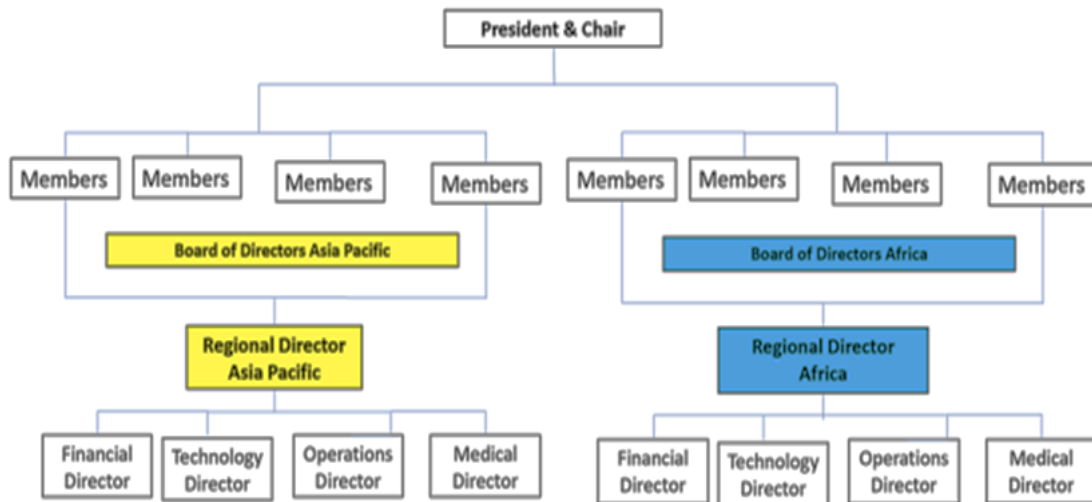 President & Chair
Members
Members
Members
Members
Members
Members
Members
Members
Board of Directors Asia Pacific
Board of Directors Africa
Regional Director
Asia Pacific
Regional Director
Africa
Financial
Director
Technology
Director
Operations
Director
Medical
Director
Financial
Director
Technology
Director
Operations
Director
Medical
Director